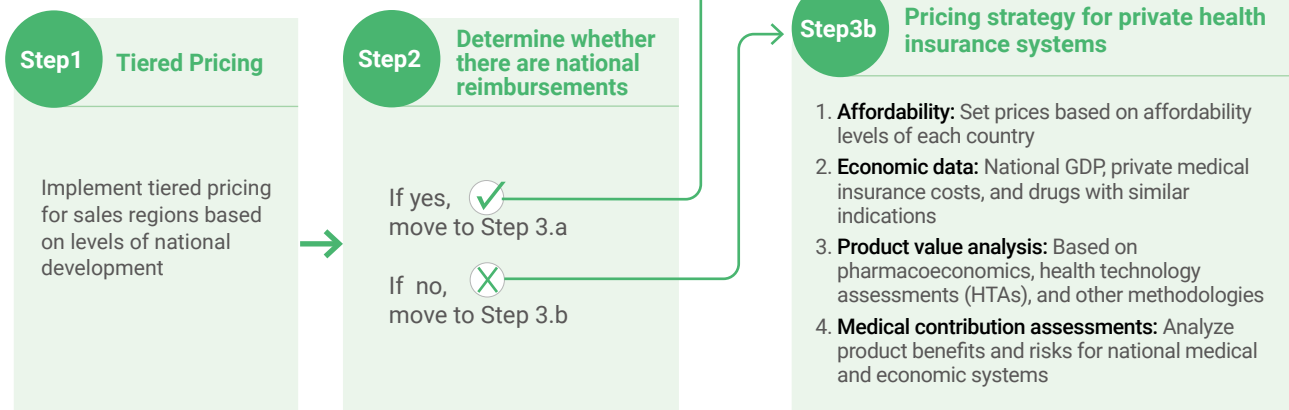 Step1
Tiered Pricing
Implement tiered pricing
for sales regions based
on levels of national
development
Step2
Determine whether
there are national
reimbursements
If yes,
move to Step 3.a
If no,
move to Step 3.b
Step3b
Pricing strategy for private health
insurance systems
1. Affordability: Set prices based on affordability
levels of each country
2. Economic data: National GDP, private medical
insurance costs, and drugs with similar
indications
3. Product value analysis: Based on
pharmacoeconomics, health technology
assessments (HTAs), and other methodologies
4. Medical contribution assessments: Analyze
product benefits and risks for national medical
and economic systems